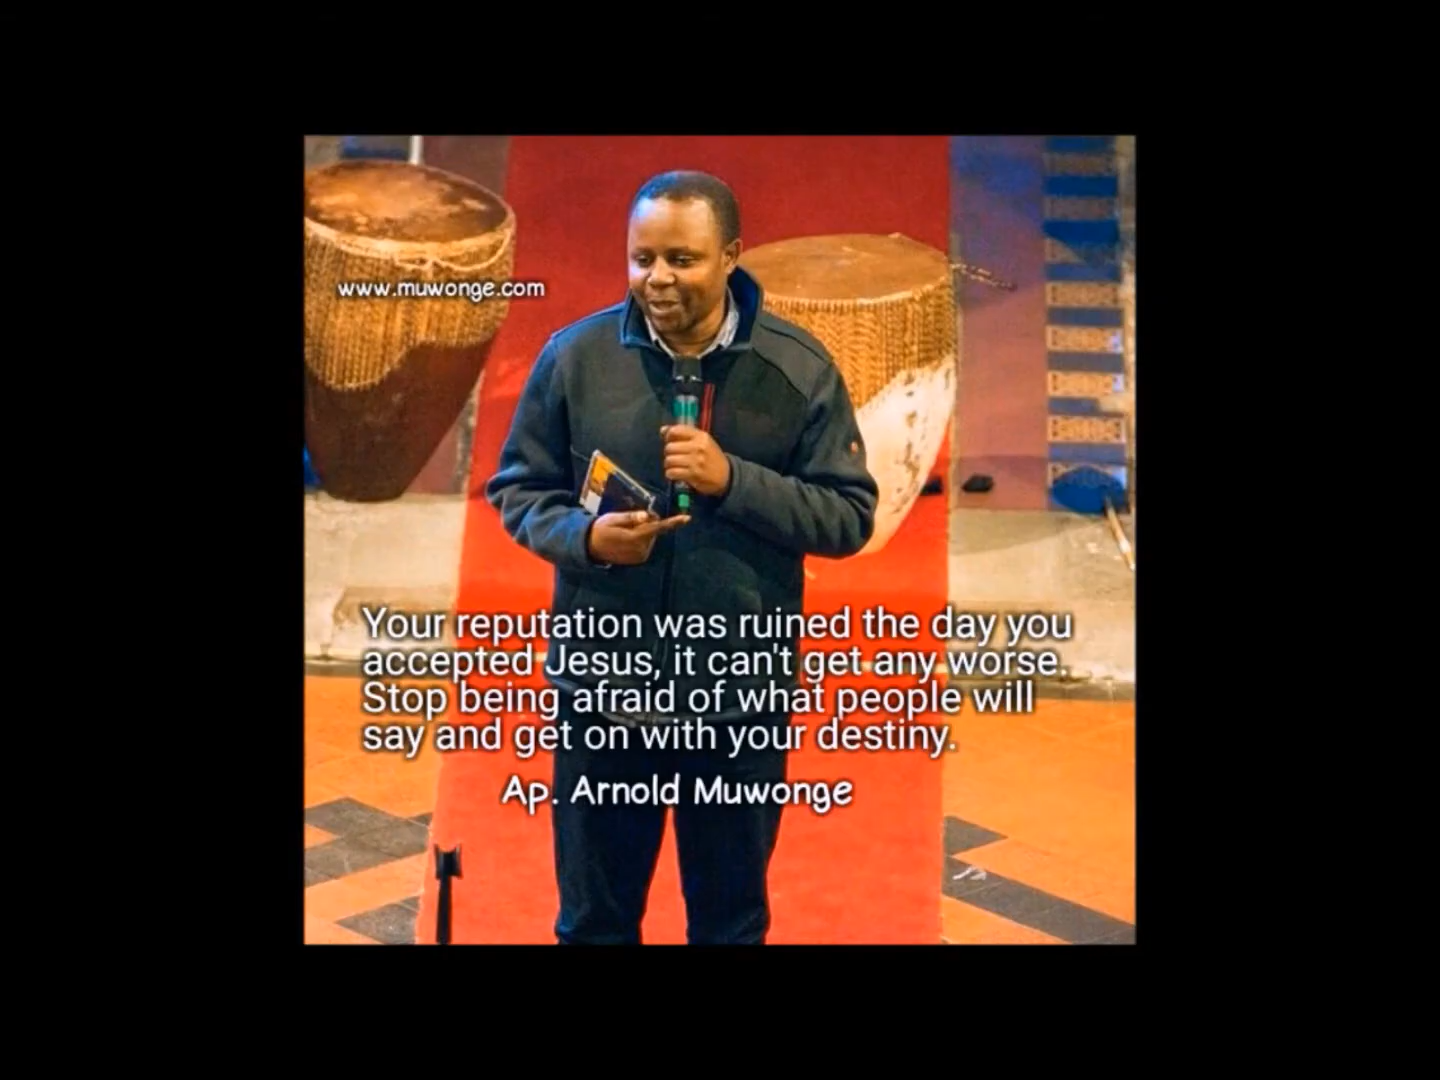 www.muwonge.com
Your reputation was ruined the day you
accepted Jesus, it can't get any worse.
Stop being afraid of what people will
say and get on with your destiny.
Ap. Arnold Muwonge